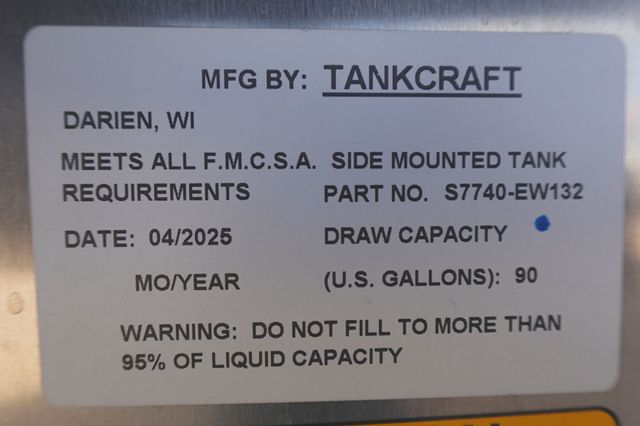 MFG BY: TANKCRAFT
DARIEN, WI
MEETS ALL F.M.C.S.A. SIDE MOUNTED TANK
REQUIREMENTS PART NO. S7740-EW132
DATE: 04/2025 DRAW CAPACITY
MO/YEAR (U.S. GALLONS): 90
WARNING: DO NOT FILL TO MORE THAN
95% OF LIQUID CAPACITY